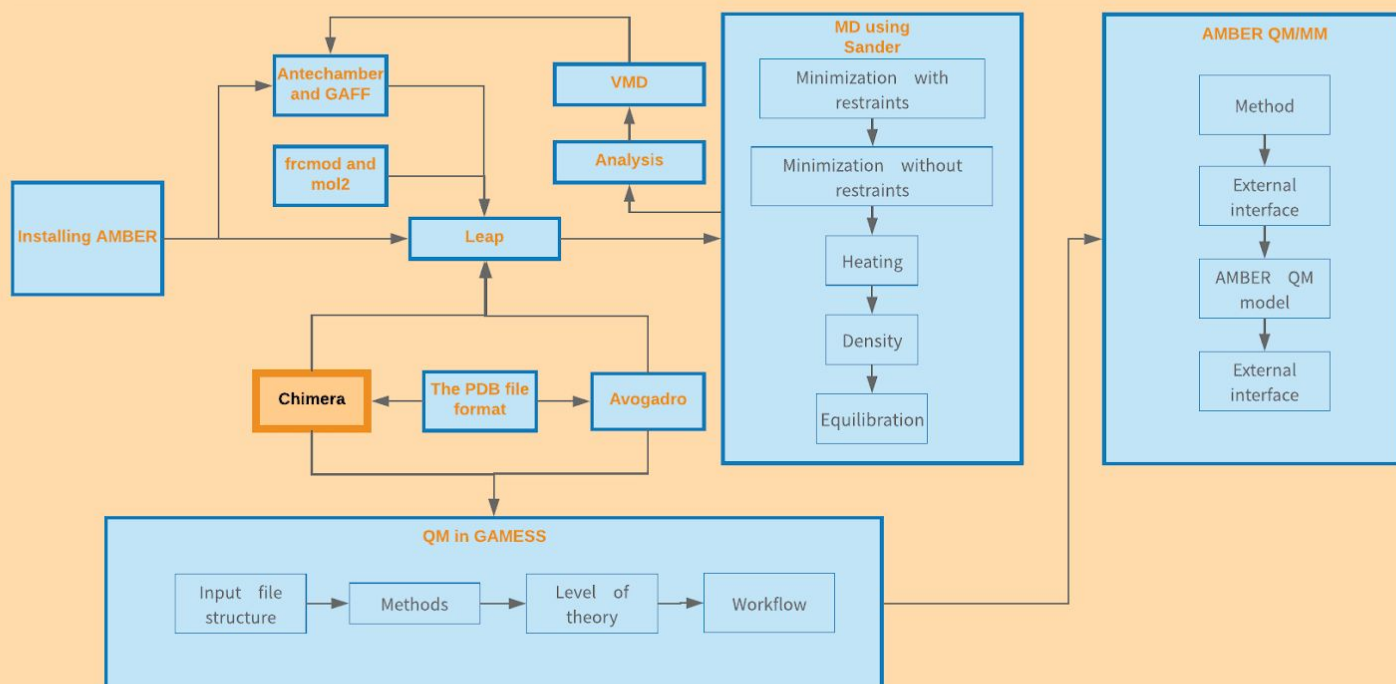 MD using
Sander
AMBER QM/MM
Antechamber
and GAFF
VMD
Minimization with
restraints
Method
frcmod and
mol2
Analysis
Minimization without
restraints
External
interface
Installing AMBER
Leap
Heating
AMBER QM
model
Density
External
interface
Chimera
The PDB file
format
Avogadro
Equilibration
QM in GAMESS
Input file
structure
Methods
Level of
theory
Workflow